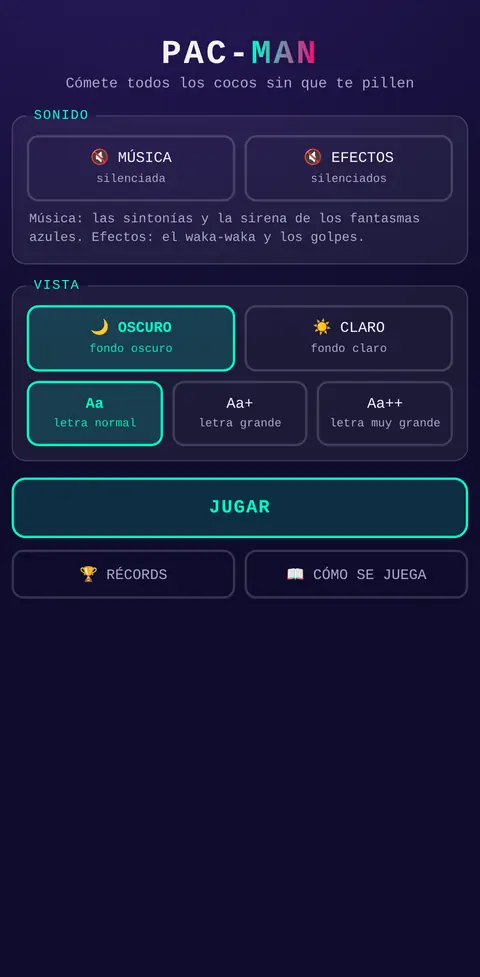 PAC-MAN
Cómete todos los cocos sin que te pillen
SONIDO
🔇 MÚSICA
silenciada
🔇 EFECTOS
silenciados
Música: las sintonías y la sirena de los fantasmas
azules. Efectos: el waka-waka y los golpes.
VISTA
🌙 OSCURO
fondo oscuro
☀️ CLARO
fondo claro
Aa
letra normal
Aa+
letra grande
Aa++
letra muy grande
JUGAR
🏆 RÉCORDS
📖 CÓMO SE JUEGA